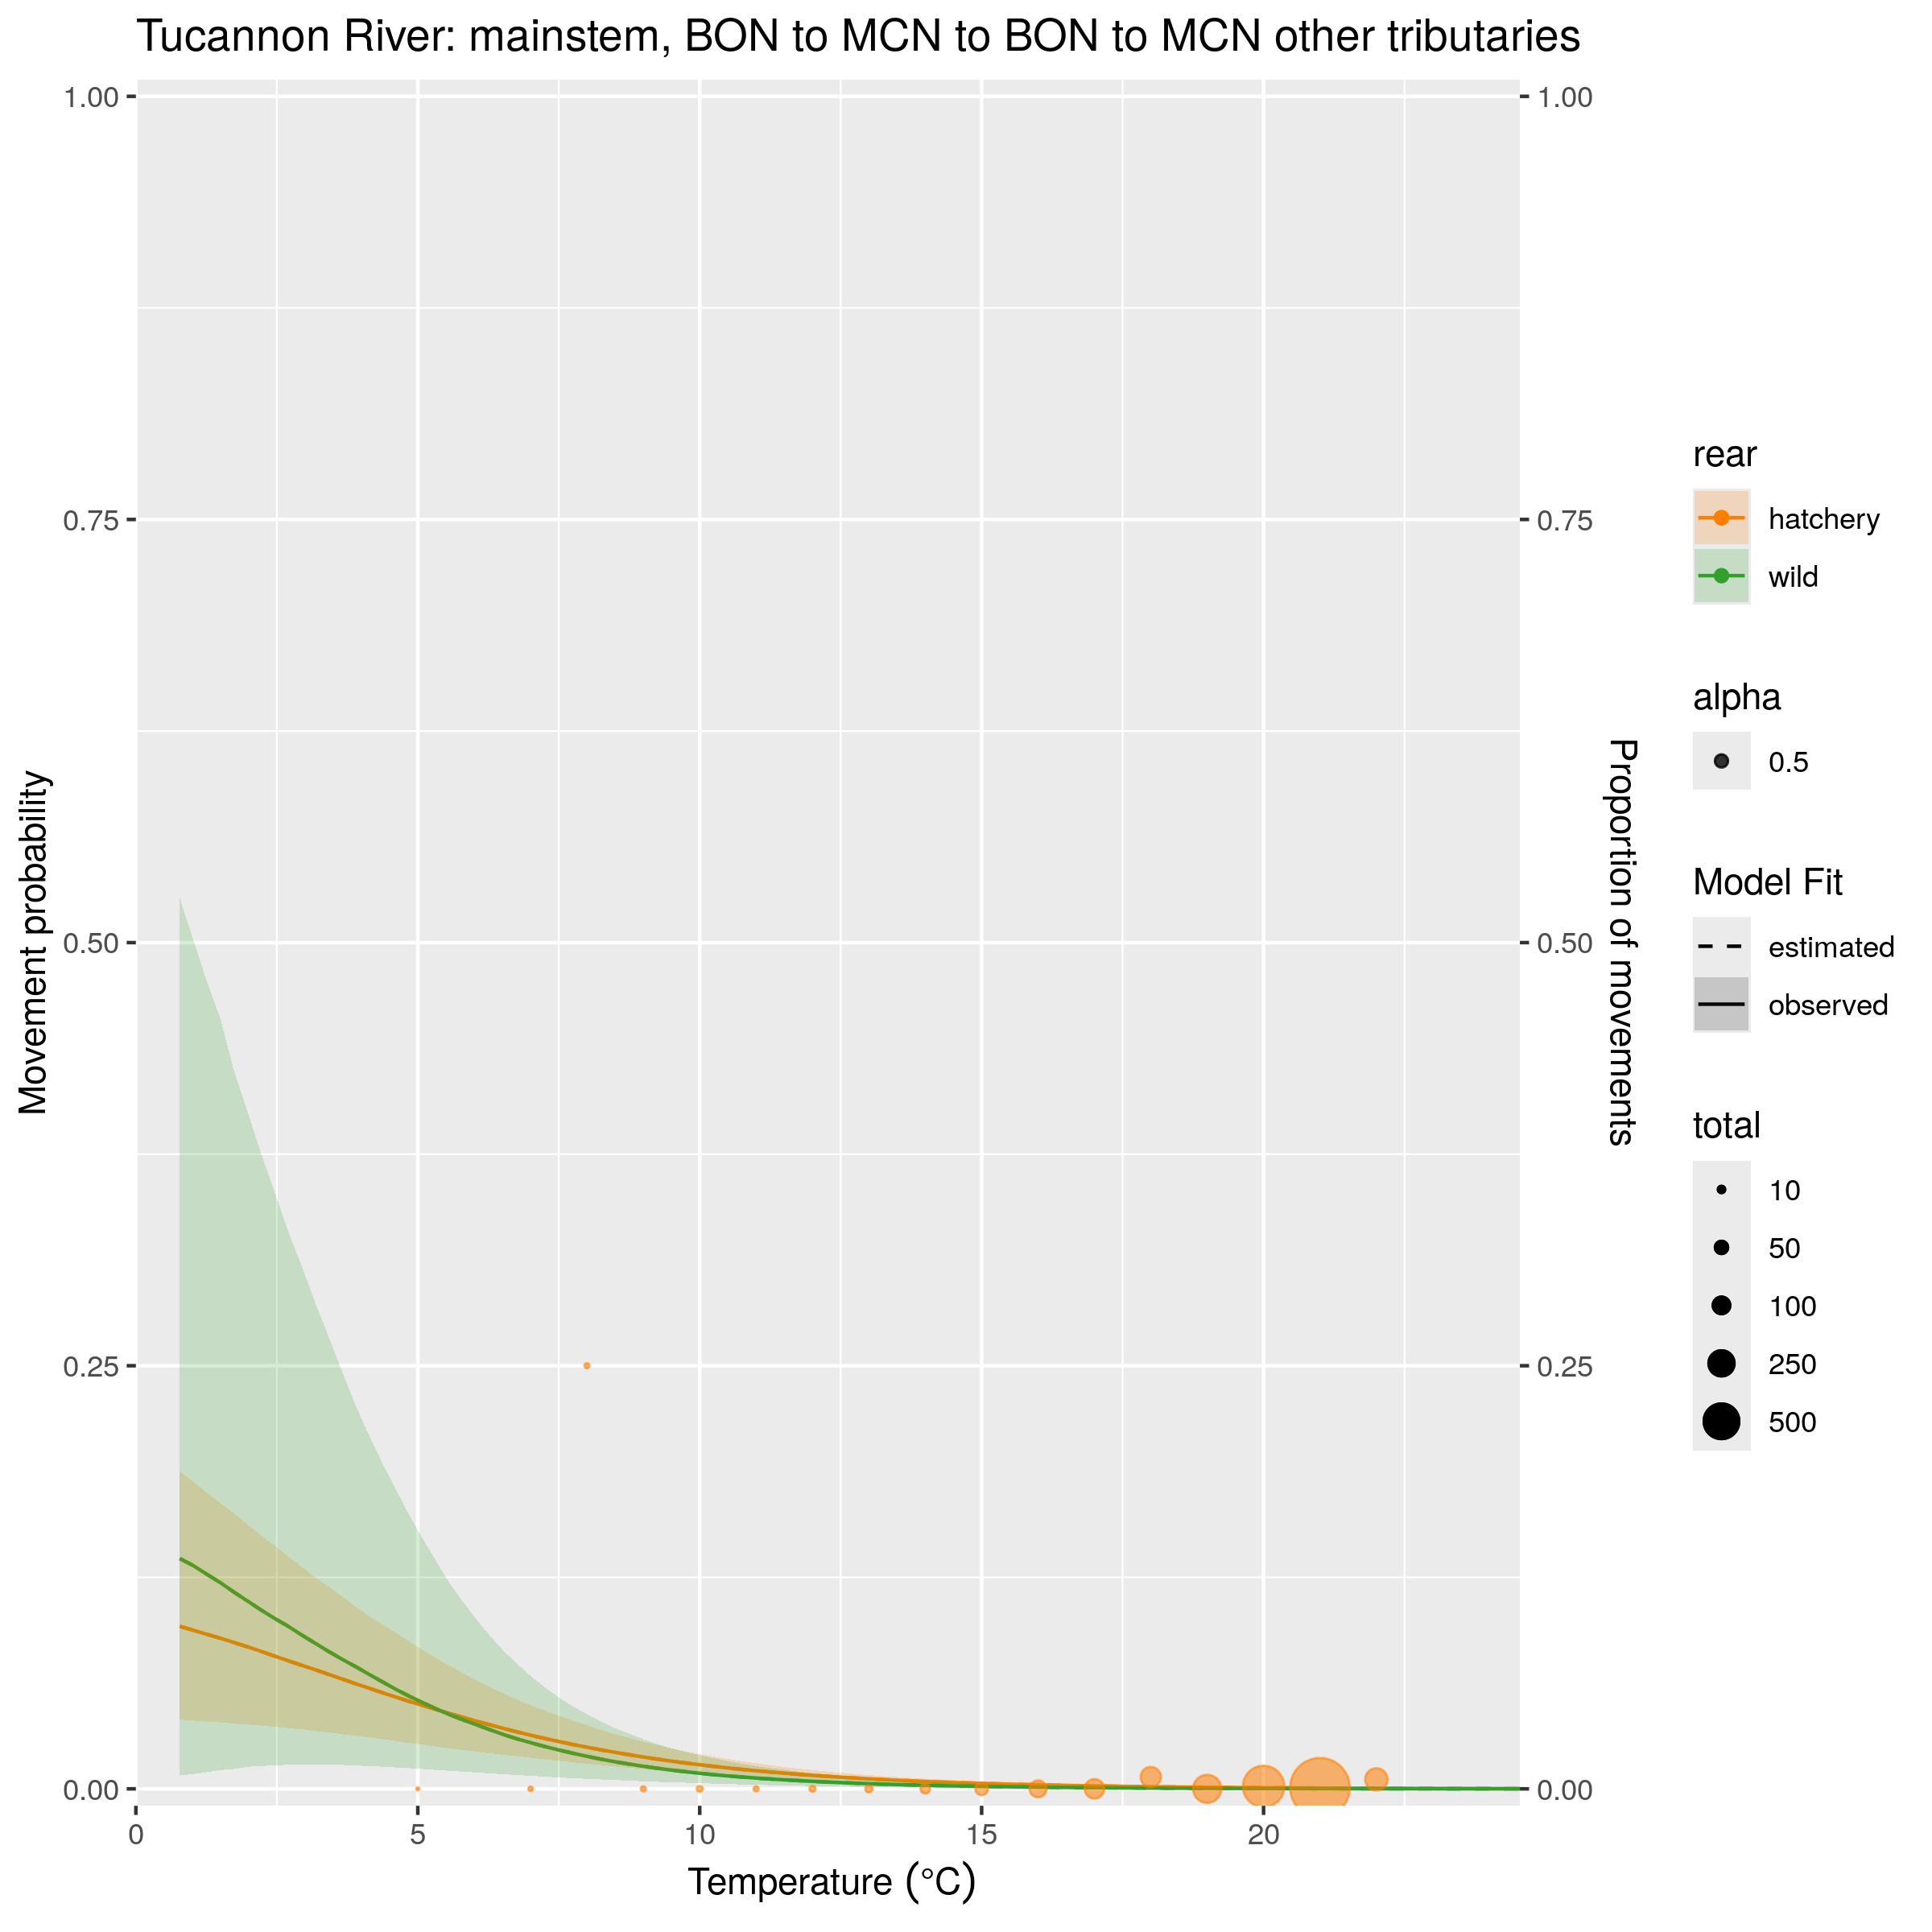 Tucannon River: mainstem, BON to MCN to BON to MCN other tributaries
Movement probability
1.00
0.75
0.50
0.25
0.00
0
5
10
15
20
Temperature (°C)
1.00
0.75
0.50
0.25
0.00
Proportion of movements
rear
hatchery
wild
alpha
0.5
Model Fit
estimated
observed
total
10
50
100
250
500